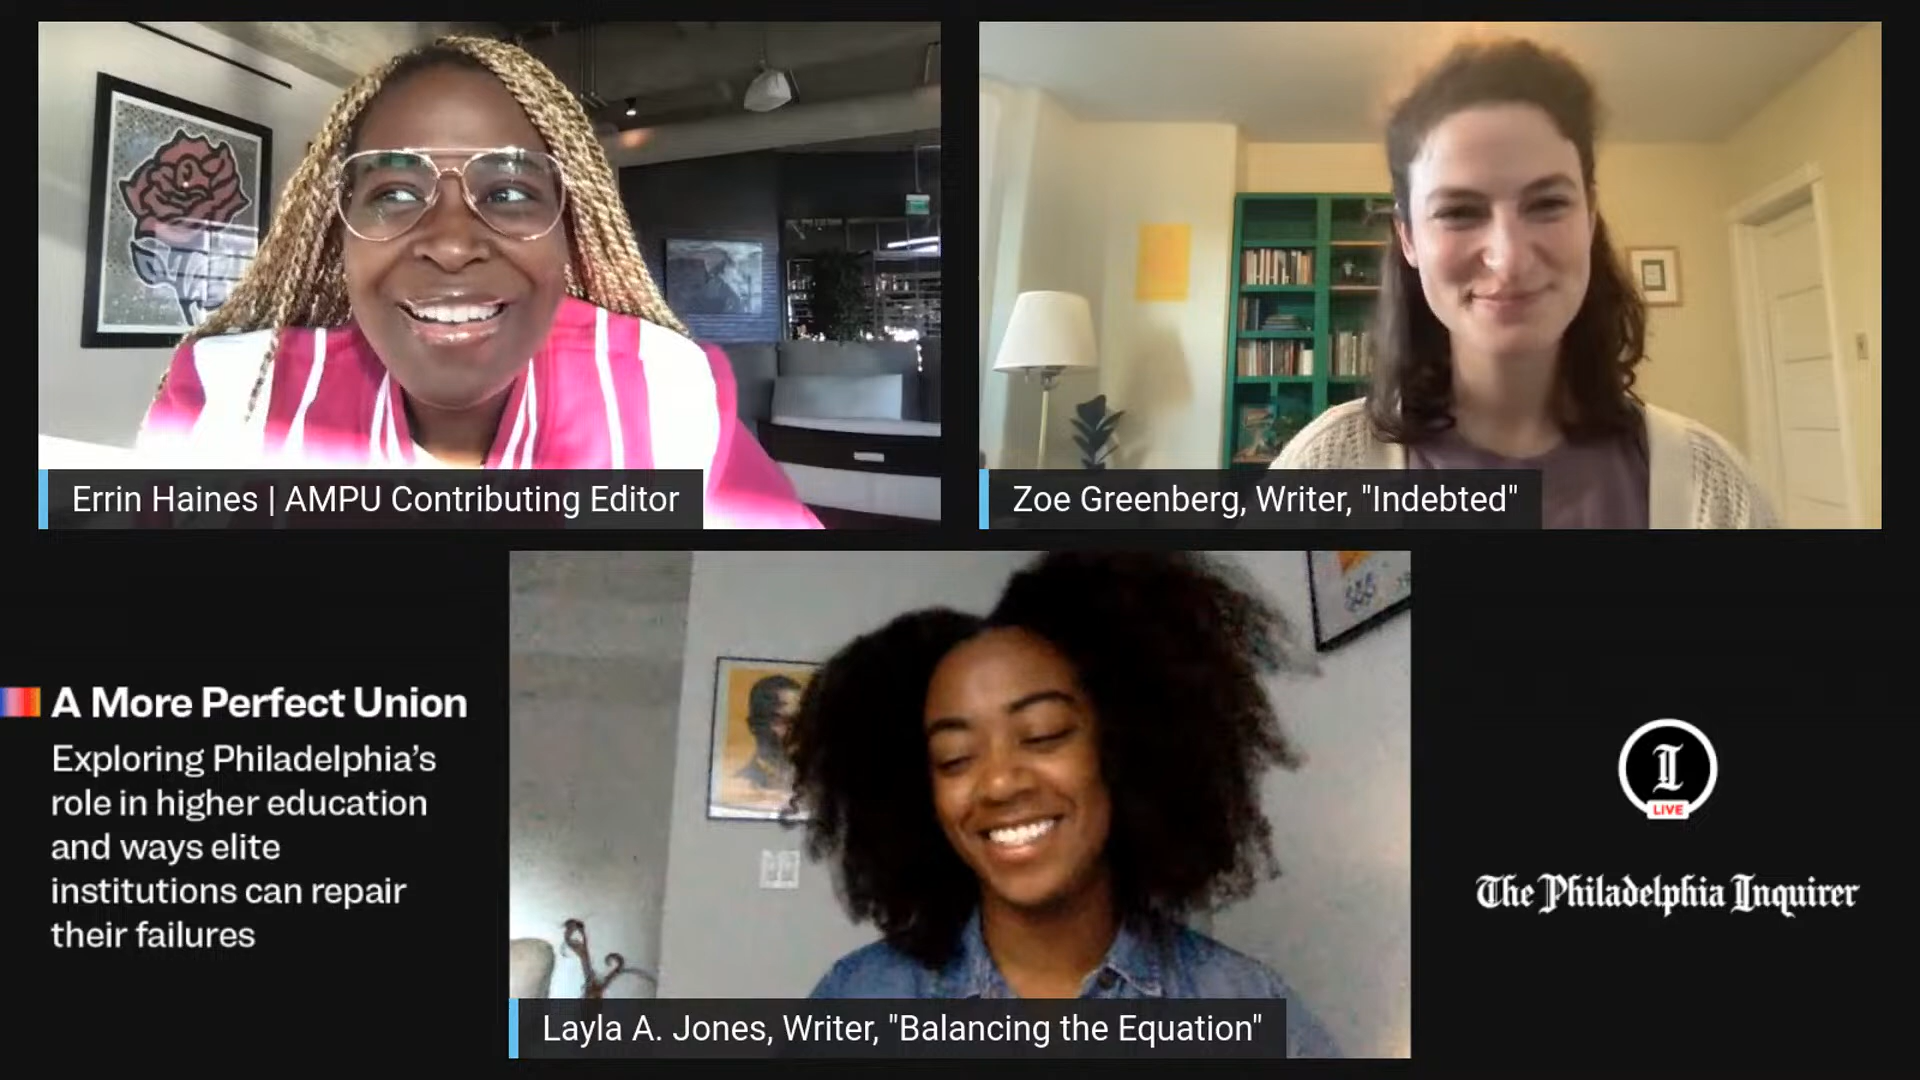 Errin Haines | AMPU Contributing Editor
Zoe Greenberg, Writer, "Indebted"
A More Perfect Union
Exploring Philadelphia’s
role in higher education
and ways elite
institutions can repair
their failures
Layla A. Jones, Writer, "Balancing the Equation"
I
LIVE
The Philadelphia Inquirer